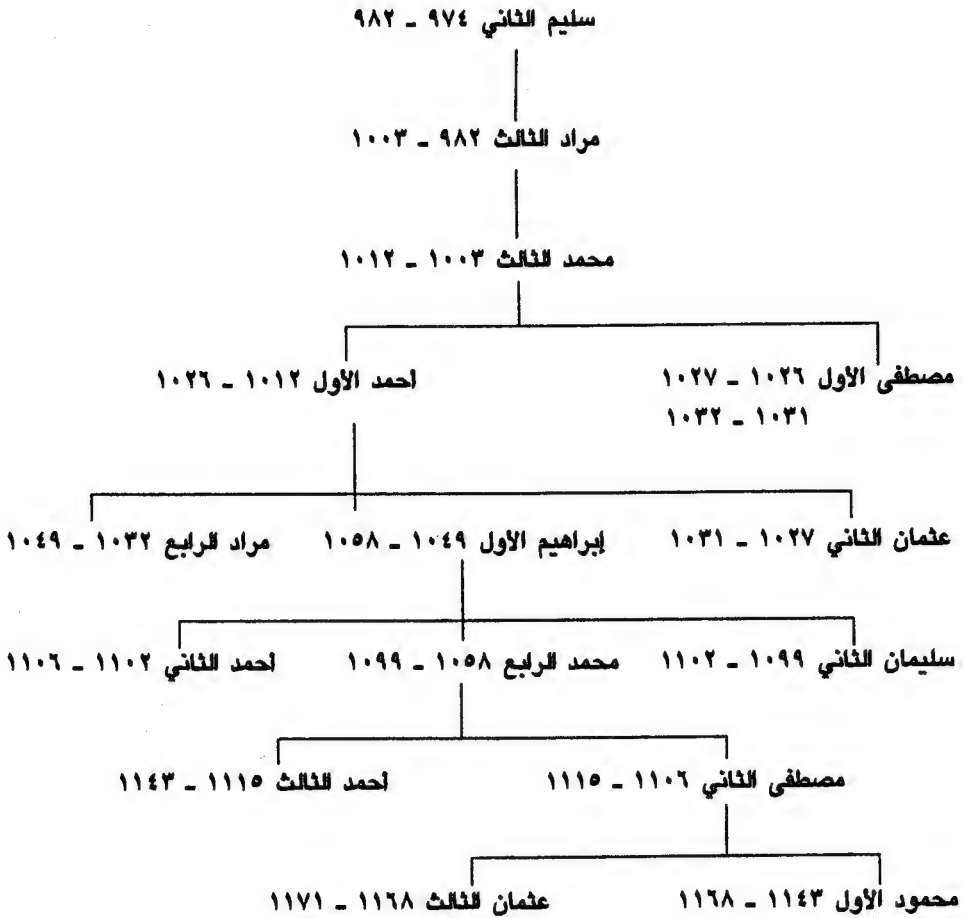 سليم الثاني ٩٧٤ - ٩٨٢
مراد الثالث ٩٨٢ - ١٠٠٣
محمد الثالث ١٠٠٣ - ١٠١٢
مصطفى الأول ١٠٢٦ - ١٠٢٧
١٠٣١ - ١٠٣٢
أحمد الأول ١٠١٢ - ١٠٢٦
عثمان الثاني ١٠٢٧ - ١٠٣١
إبراهيم الأول ١٠٤٩ - ١٠٥٨
مراد الرابع ١٠٣٢ - ١٠٤٩
سليمان الثاني ١٠٩٩ - ١١٠٢
محمد الرابع ١٠٥٨ - ١٠٩٩
أحمد الثاني ١١٠٢ - ١١٠٦
مصطفى الثاني ١١٠٦ - ١١١٥
أحمد الثالث ١١١٥ - ١١٤٣
محمود الأول ١١٤٣ - ١١٦٨
عثمان الثالث ١١٦٨ - ١١٧١